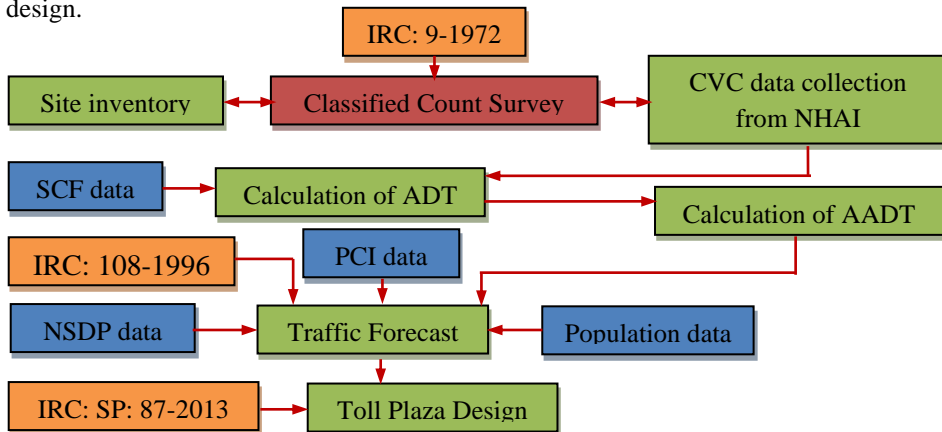 design.
IRC: 9-1972
Site inventory
Classified Count Survey
CVC data collection
from NHAI
SCF data
Calculation of ADT
Calculation of AADT
IRC: 108-1996
PCI data
NSDP data
Traffic Forecast
Population data
IRC: SP: 87-2013
Toll Plaza Design